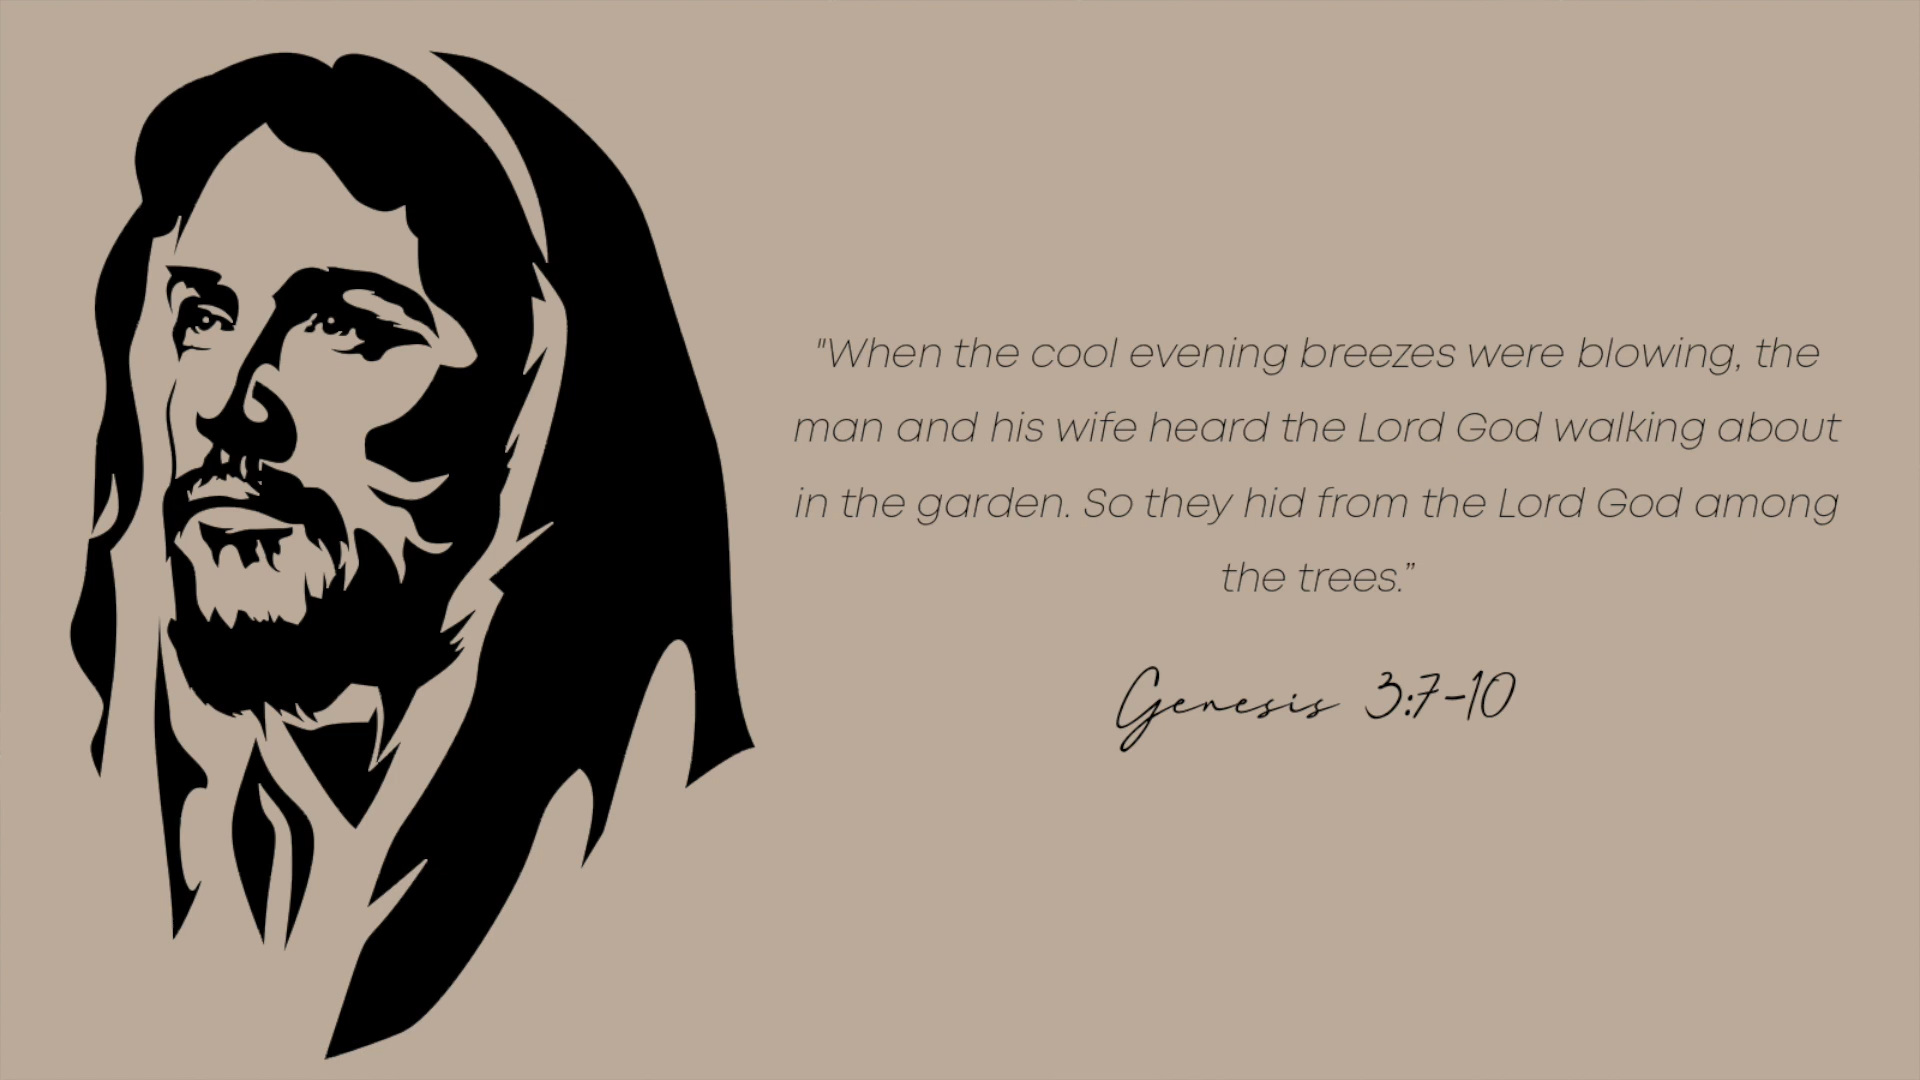 "When the cool evening breezes were blowing, the
man and his wife heard the Lord God walking about
in the garden. So they hid from the Lord God among
the trees.”
Genesis 3:7-10